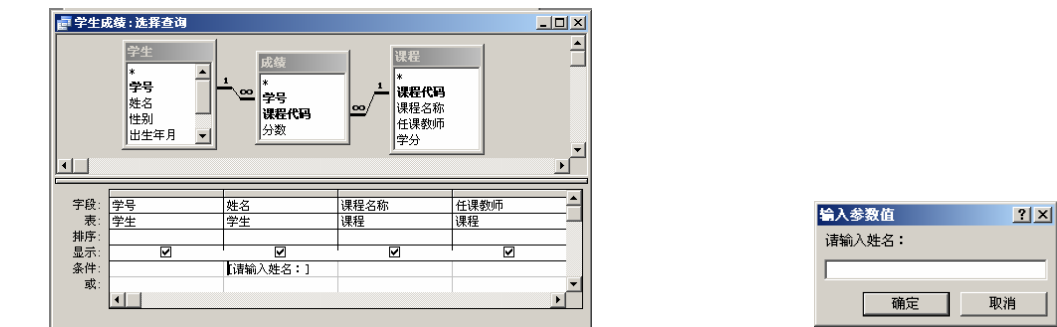 学生成绩:选择查询
学生
*
学号
姓名
性别
出生年月
1
∞
成绩
*
学号
课程代码
分数
∞
1
课程
*
课程代码
课程名称
任课教师
学分
字段: 学号 姓名 课程名称 任课教师
表: 学生 学生 课程 课程
排序:
显示:
条件: [请输入姓名:]
或:
输入参数值
请输入姓名:
确定 取消